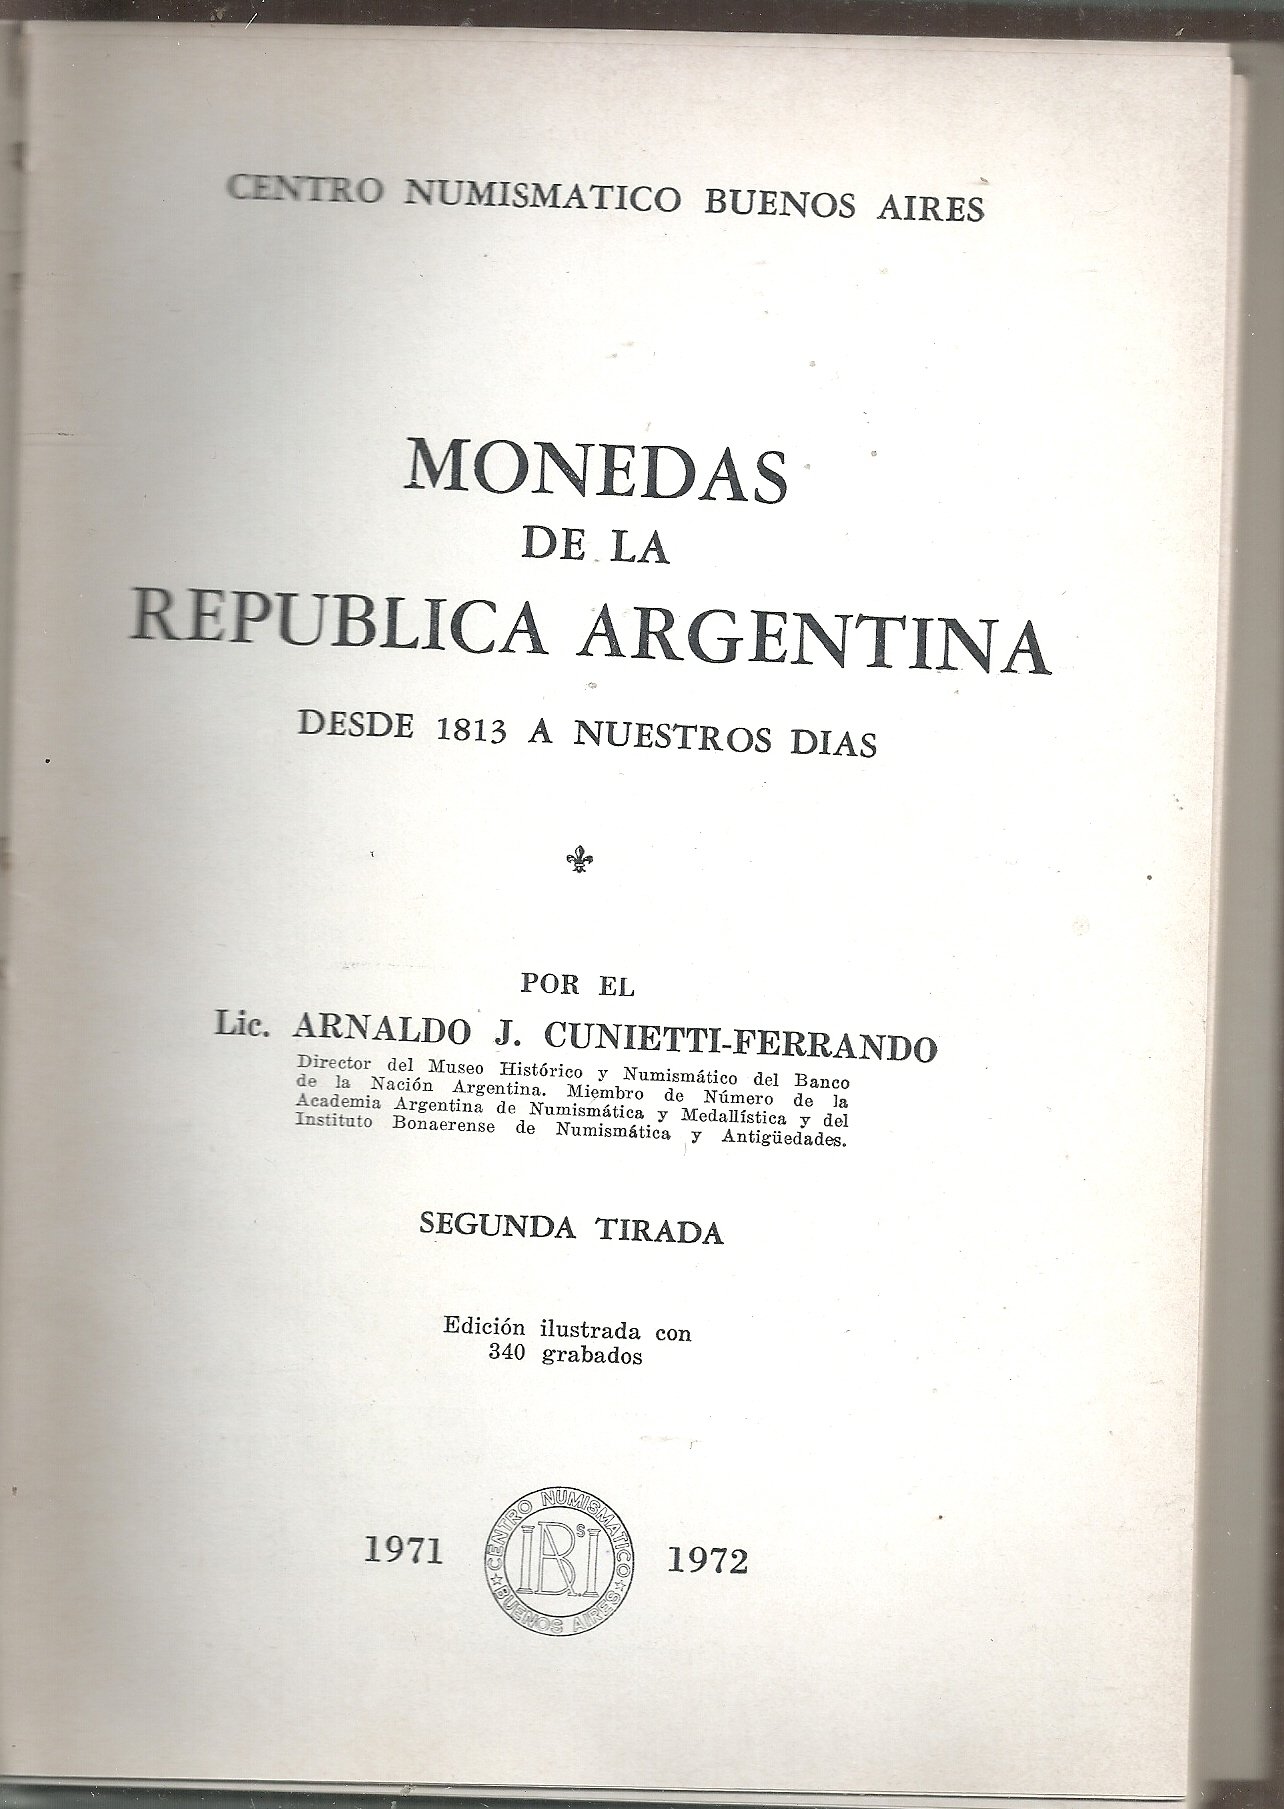 CENTRO NUMISMATICO BUENOS AIRES
MONEDAS
DE LA
REPUBLICA ARGENTINA
DESDE 1813 A NUESTROS DIAS
POR EL
Lic. ARNALDO J. CUNIETTI-FERRANDO
Director del Museo Histórico y Numismático del Banco
de la Nación Argentina. Miembro de Número de la
Academia Argentina de Numismática y Medallística y del
Instituto Bonaerense de Numismática y Antigüedades.
SEGUNDA TIRADA
Edición ilustrada con
340 grabados
1971
CENTRO NUMISMATICO
BUENOS AIRES
1972